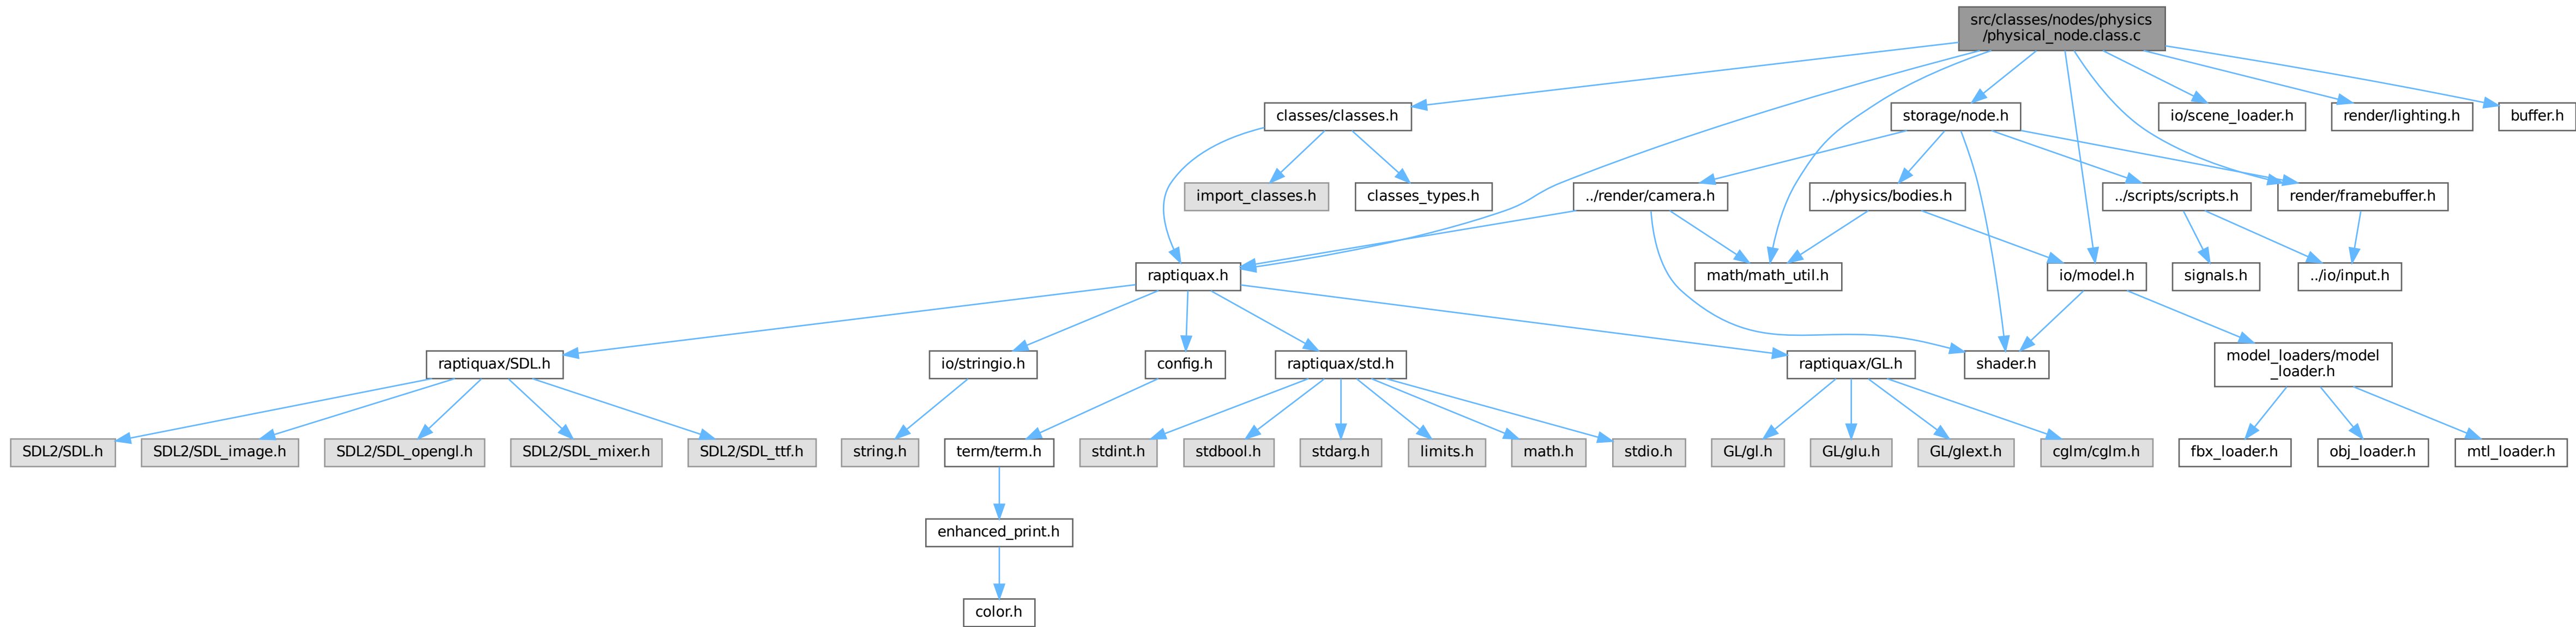 src/classes/nodes/physics
/physical_node.class.c
classes/classes.h
storage/node.h
io/scene_loader.h
render/lighting.h
buffer.h
import_classes.h
classes_types.h
../render/camera.h
../physics/bodies.h
../scripts/scripts.h
render/framebuffer.h
raptiquax.h
math/math_util.h
io/model.h
signals.h
../io/input.h
raptiquax/SDL.h
io/stringio.h
config.h
raptiquax/std.h
raptiquax/GL.h
shader.h
model_loaders/model
_loader.h
SDL2/SDL.h
SDL2/SDL_image.h
SDL2/SDL_opengl.h
SDL2/SDL_mixer.h
SDL2/SDL_ttf.h
string.h
term/term.h
stdint.h
stdbool.h
stdarg.h
limits.h
math.h
stdio.h
GL/gl.h
GL/glu.h
GL/glext.h
cglm/cglm.h
fbx_loader.h
obj_loader.h
mtl_loader.h
enhanced_print.h
color.h